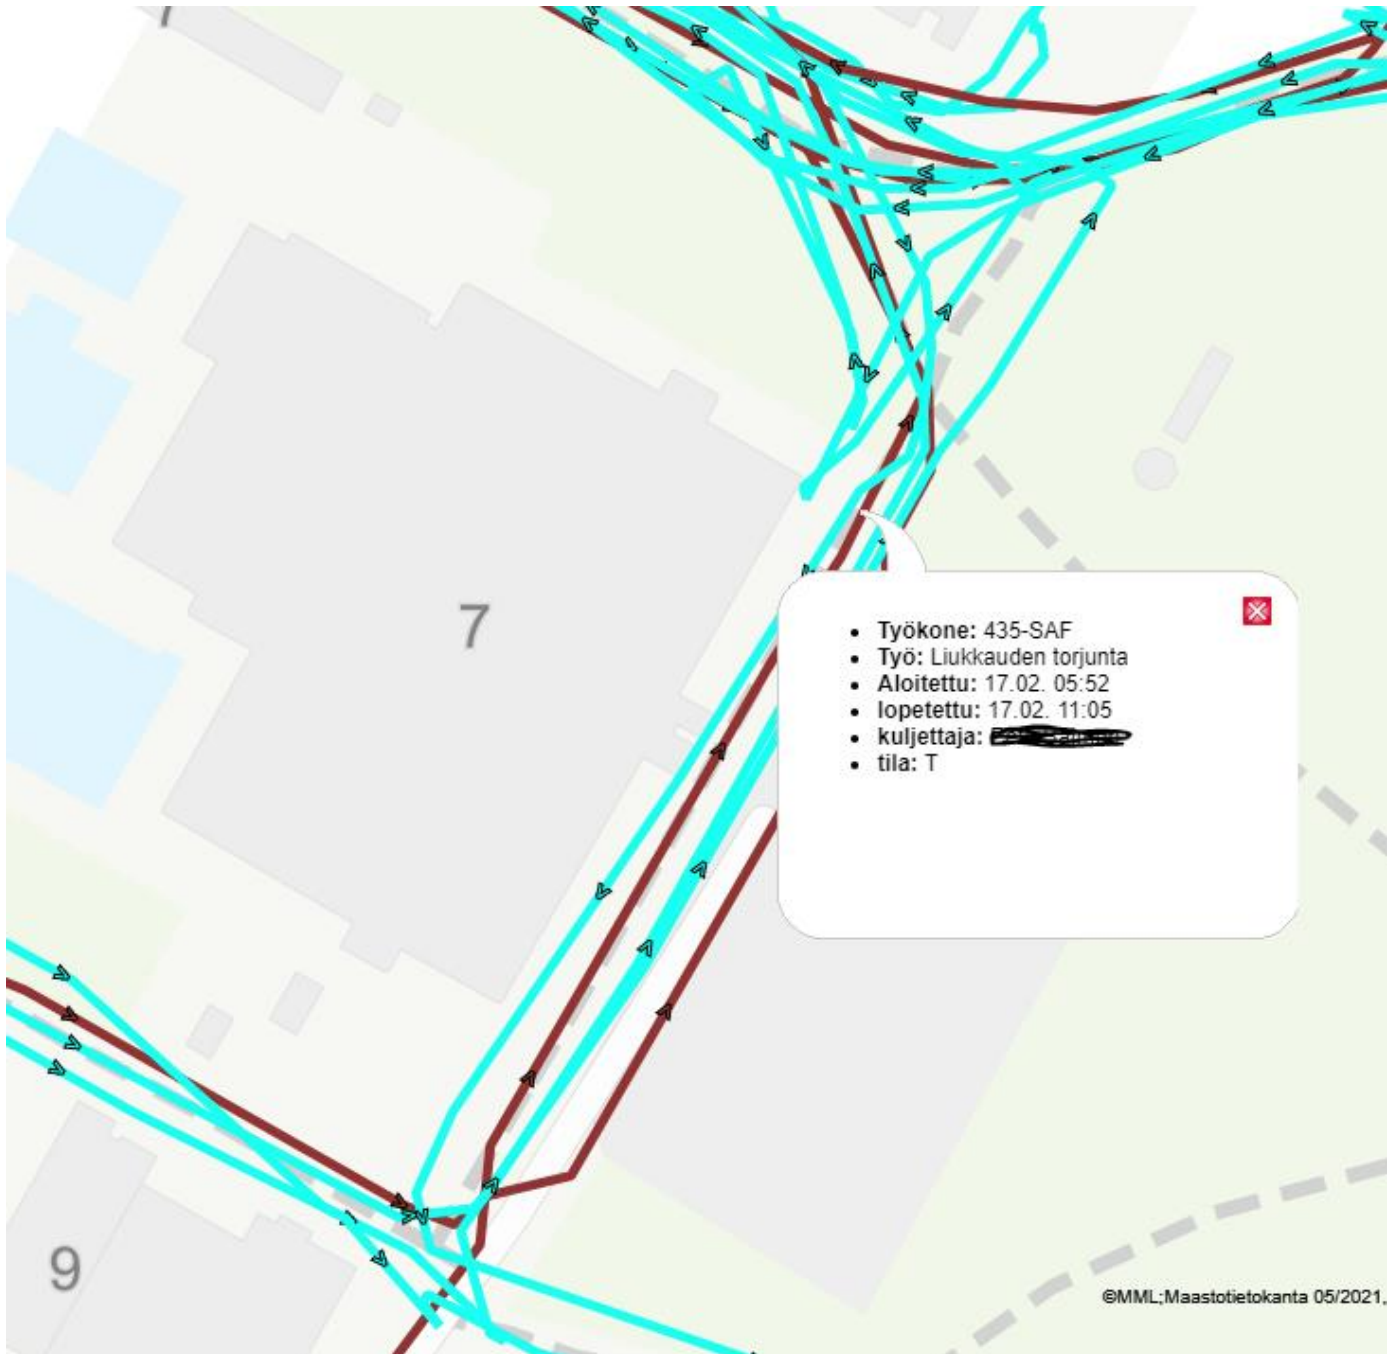 7
Työkone: 435-SAF
Työ: Liukkauden torjunta
Aloitettu: 17.02. 05:52
lopetettu: 17.02. 11:05
kuljettaja:
tila: T
9
©MML;Maastotietokanta 05/2021,